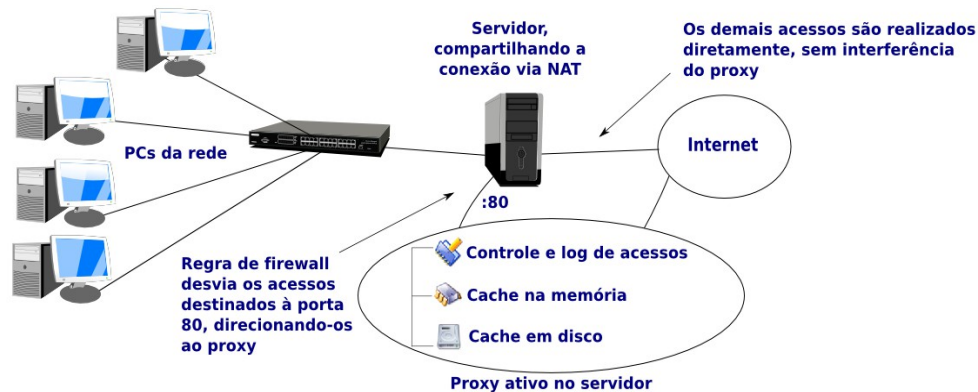 Servidor,
compartilhando a
conexão via NAT
Os demais acessos são realizados
diretamente, sem interferência
do proxy
PCs da rede
Internet
:80
Regra de firewall
desvia os acessos
destinados à porta
80, direcionando-os
ao proxy
Controle e log de acessos
Cache na memória
Cache em disco
Proxy ativo no servidor